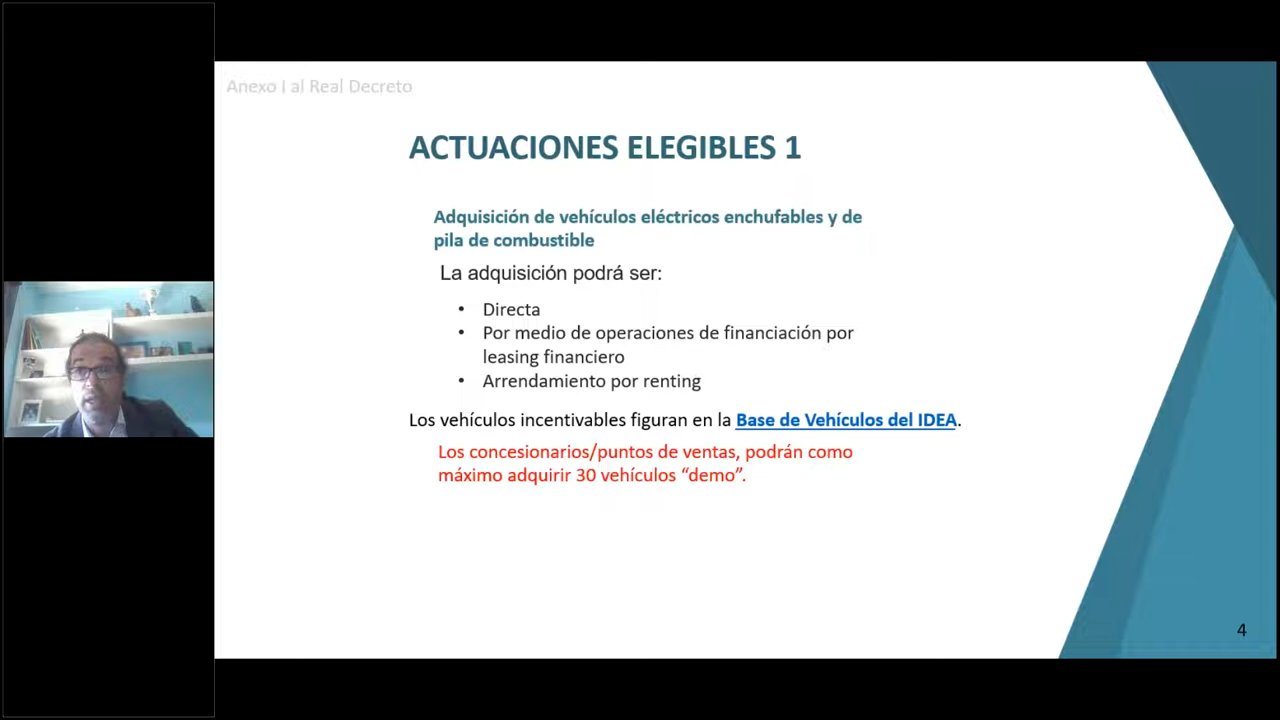 Anexo I al Real Decreto
ACTUACIONES ELEGIBLES 1
Adquisición de vehículos eléctricos enchufables y de
pila de combustible
La adquisición podrá ser:
• Directa
• Por medio de operaciones de financiación por
leasing financiero
• Arrendamiento por renting
Los vehículos incentivables figuran en la Base de Vehículos del IDEA.
Los concesionarios/puntos de ventas, podrán como
máximo adquirir 30 vehículos “demo”.
4